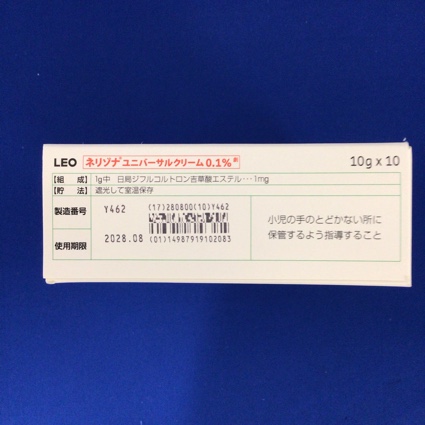 LEO ネリゾナ®ユニバーサルクリーム0.1% 10g x 10
【組 成】 1g中 日局ジフルコルトロン吉草酸エステル･･･1mg
【貯 法】 遮光して室温保存
製造番号 Y462
(17)280800(10)Y462
使用期限 2028.08
(01)14987919102083
小児の手のとどかない所に
保管するよう指導すること